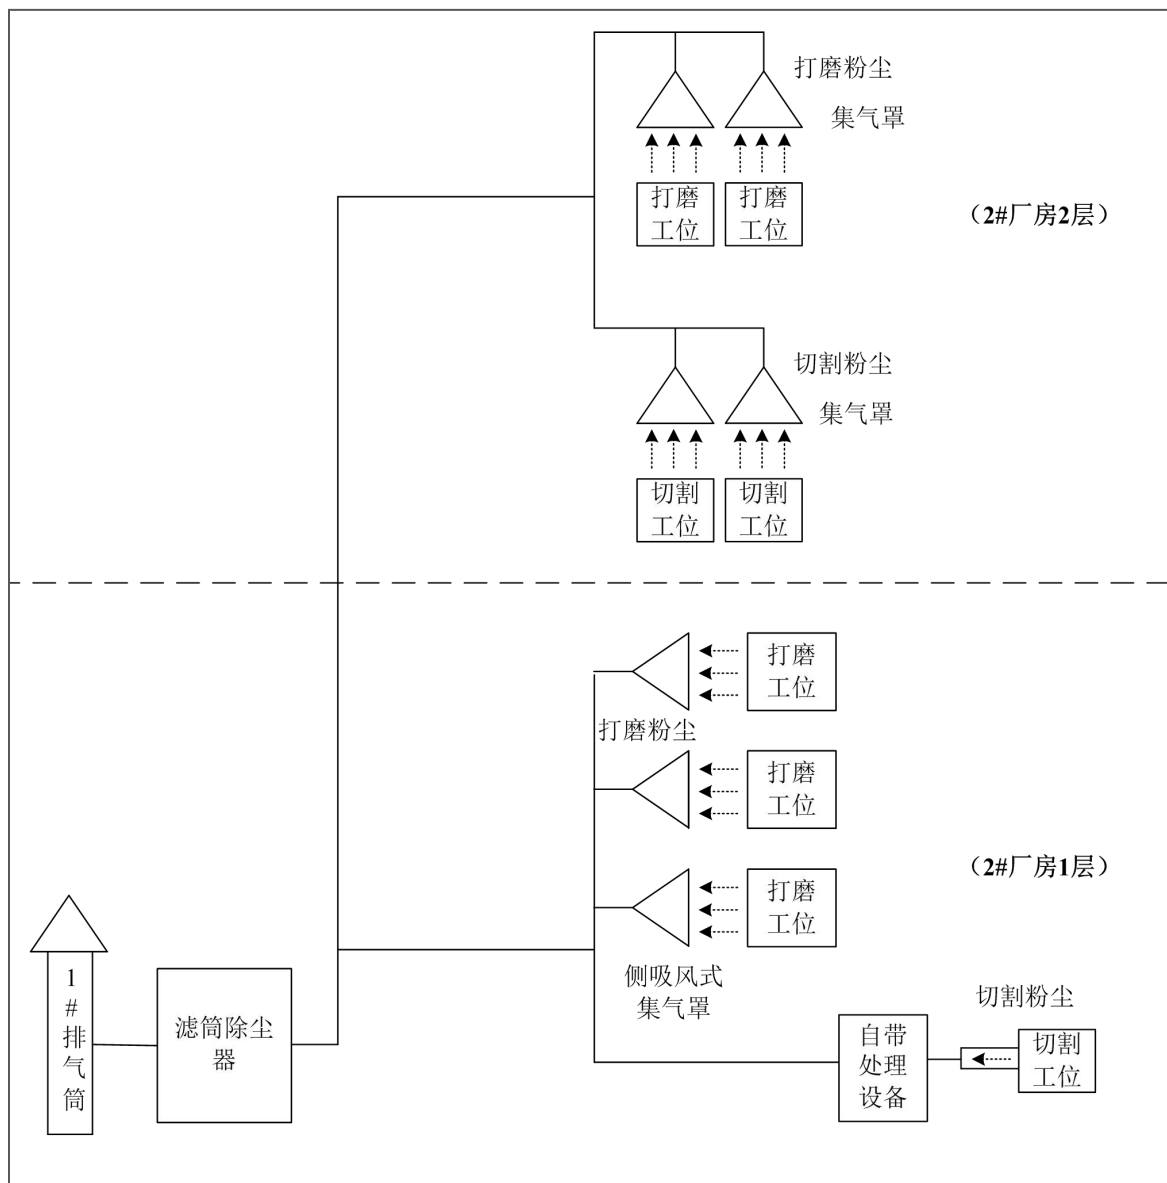 打磨粉尘
集气罩
打磨
工位
打磨
工位
（2#厂房2层）
切割粉尘
集气罩
切割
工位
切割
工位
打磨
工位
打磨粉尘
打磨
工位
打磨
工位
（2#厂房1层）
侧吸风式
集气罩
切割粉尘
切割
工位
自带
处理
设备
滤筒除尘
器
1
#
排
气
筒